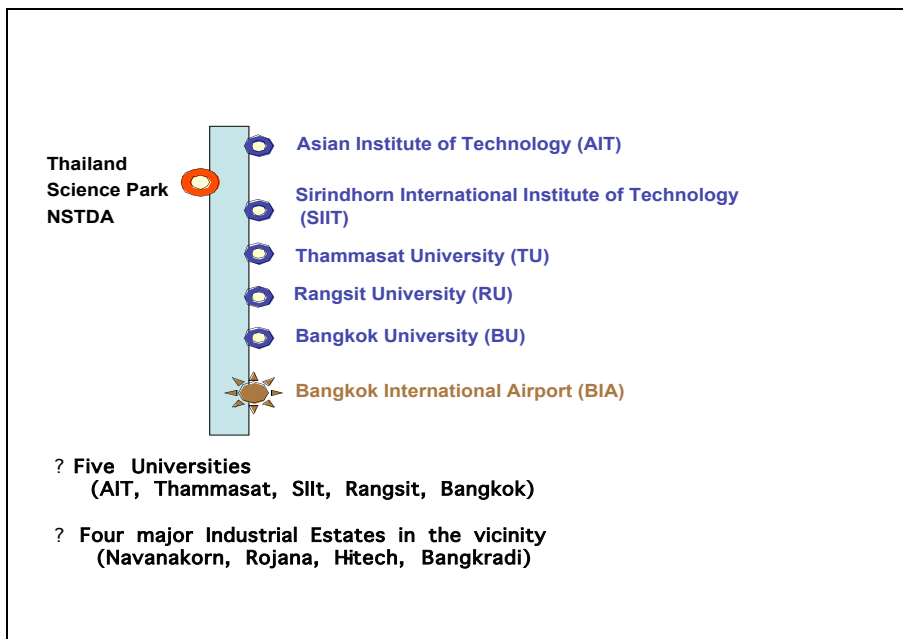 Asian Institute of Technology (AIT)
Thailand
Science Park
NSTDA
Sirindhorn International Institute of Technology
(SIIT)
Thammasat University (TU)
Rangsit University (RU)
Bangkok University (BU)
Bangkok International Airport (BIA)
? Five Universities
(AIT, Thammasat, SIIt, Rangsit, Bangkok)
? Four major Industrial Estates in the vicinity
(Navanakorn, Rojana, Hitech, Bangkradi)